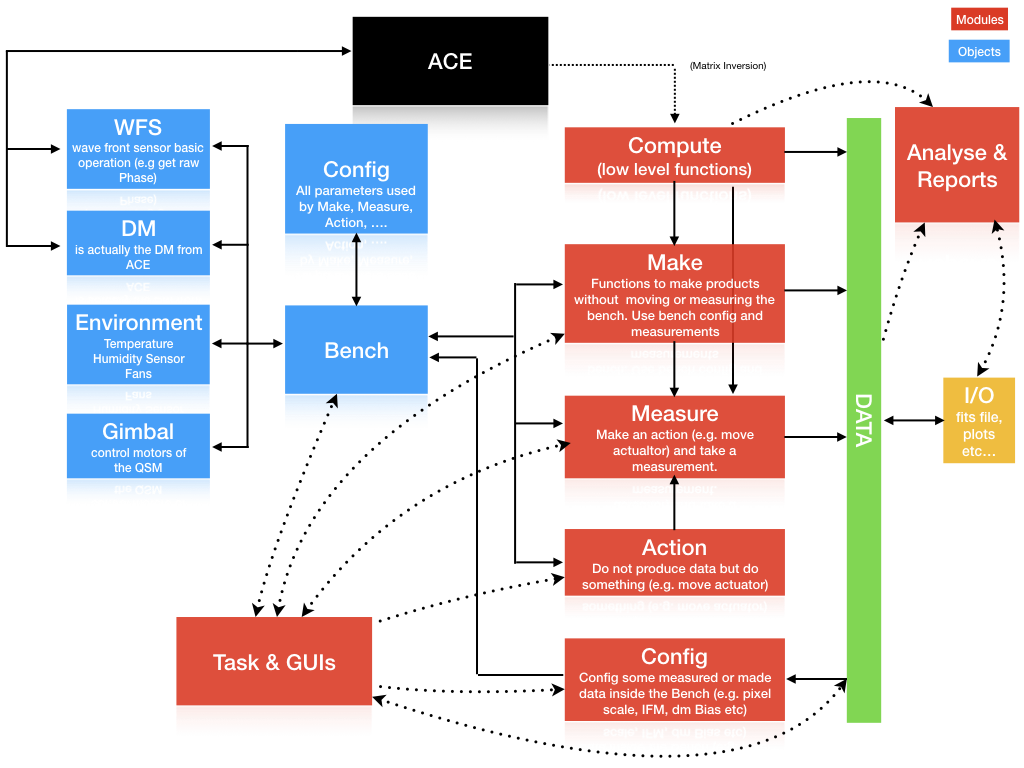 Modules
Objects
ACE
(Matrix Inversion)
WFS
wave front sensor basic
operation (e.g get raw
Phase)
DM
is actually the DM from
ACE
Environment
Temperature
Humidity Sensor
Fans
Gimbal
control motors of
the QSM
Config
All parameters used
by Make, Measure,
Action, ....
Bench
Compute
(low level functions)
Make
Functions to make products
without moving or measuring the
bench. Use bench config and
measurements
Measure
Make an action (e.g. move
actualtor) and take a
measurement.
Action
Do not produce data but do
something (e.g. move actuator)
Config
Config some measured or made
data inside the Bench (e.g. pixel
scale, IFM, dm Bias etc)
Task & GUIs
DATA
Analyse &
Reports
I/O
fits file,
plots
etc...